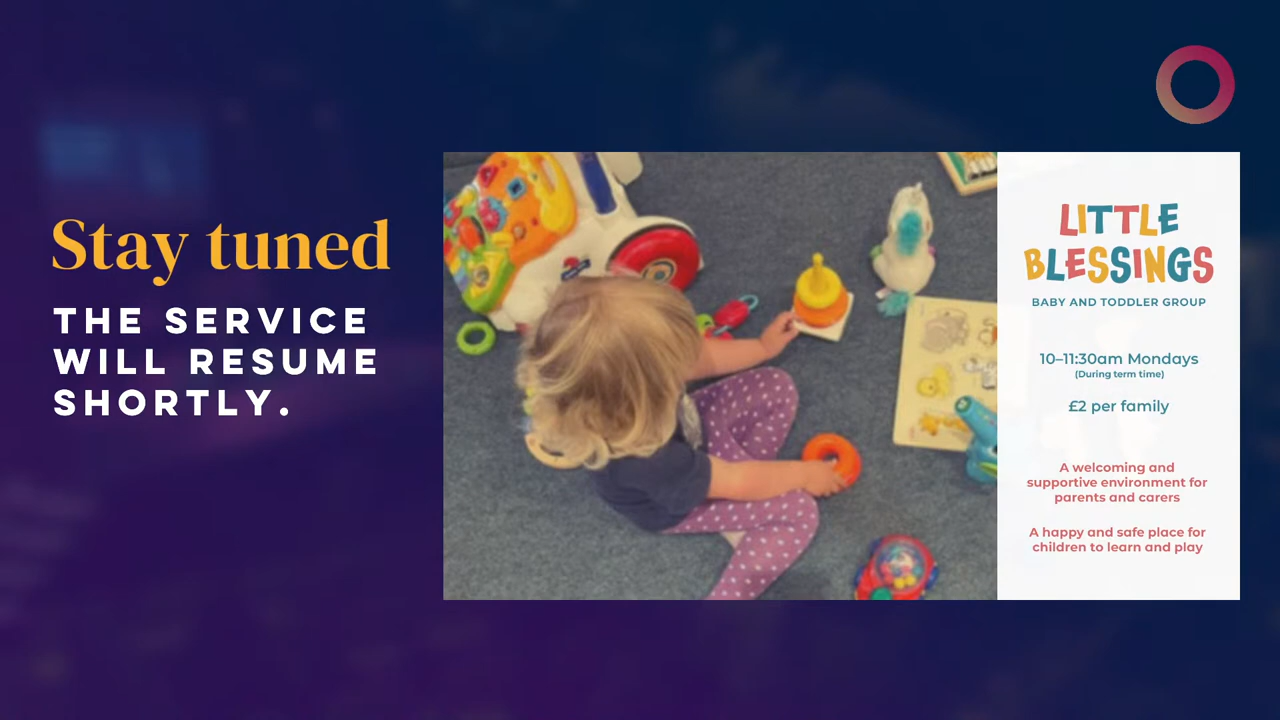 Stay tuned
THE SERVICE
WILL RESUME
SHORTLY.
LITTLE
BLESSINGS
BABY AND TODDLER GROUP
10–11:30am Mondays
(During term time)
£2 per family
A welcoming and
supportive environment for
parents and carers
A happy and safe place for
children to learn and play